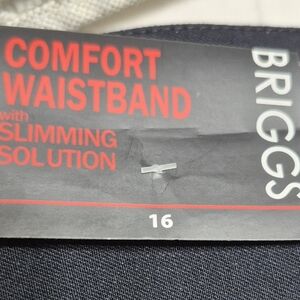 COMFORT
WAISTBAND
with
SLIMMING
SOLUTION
16
BRIGGS